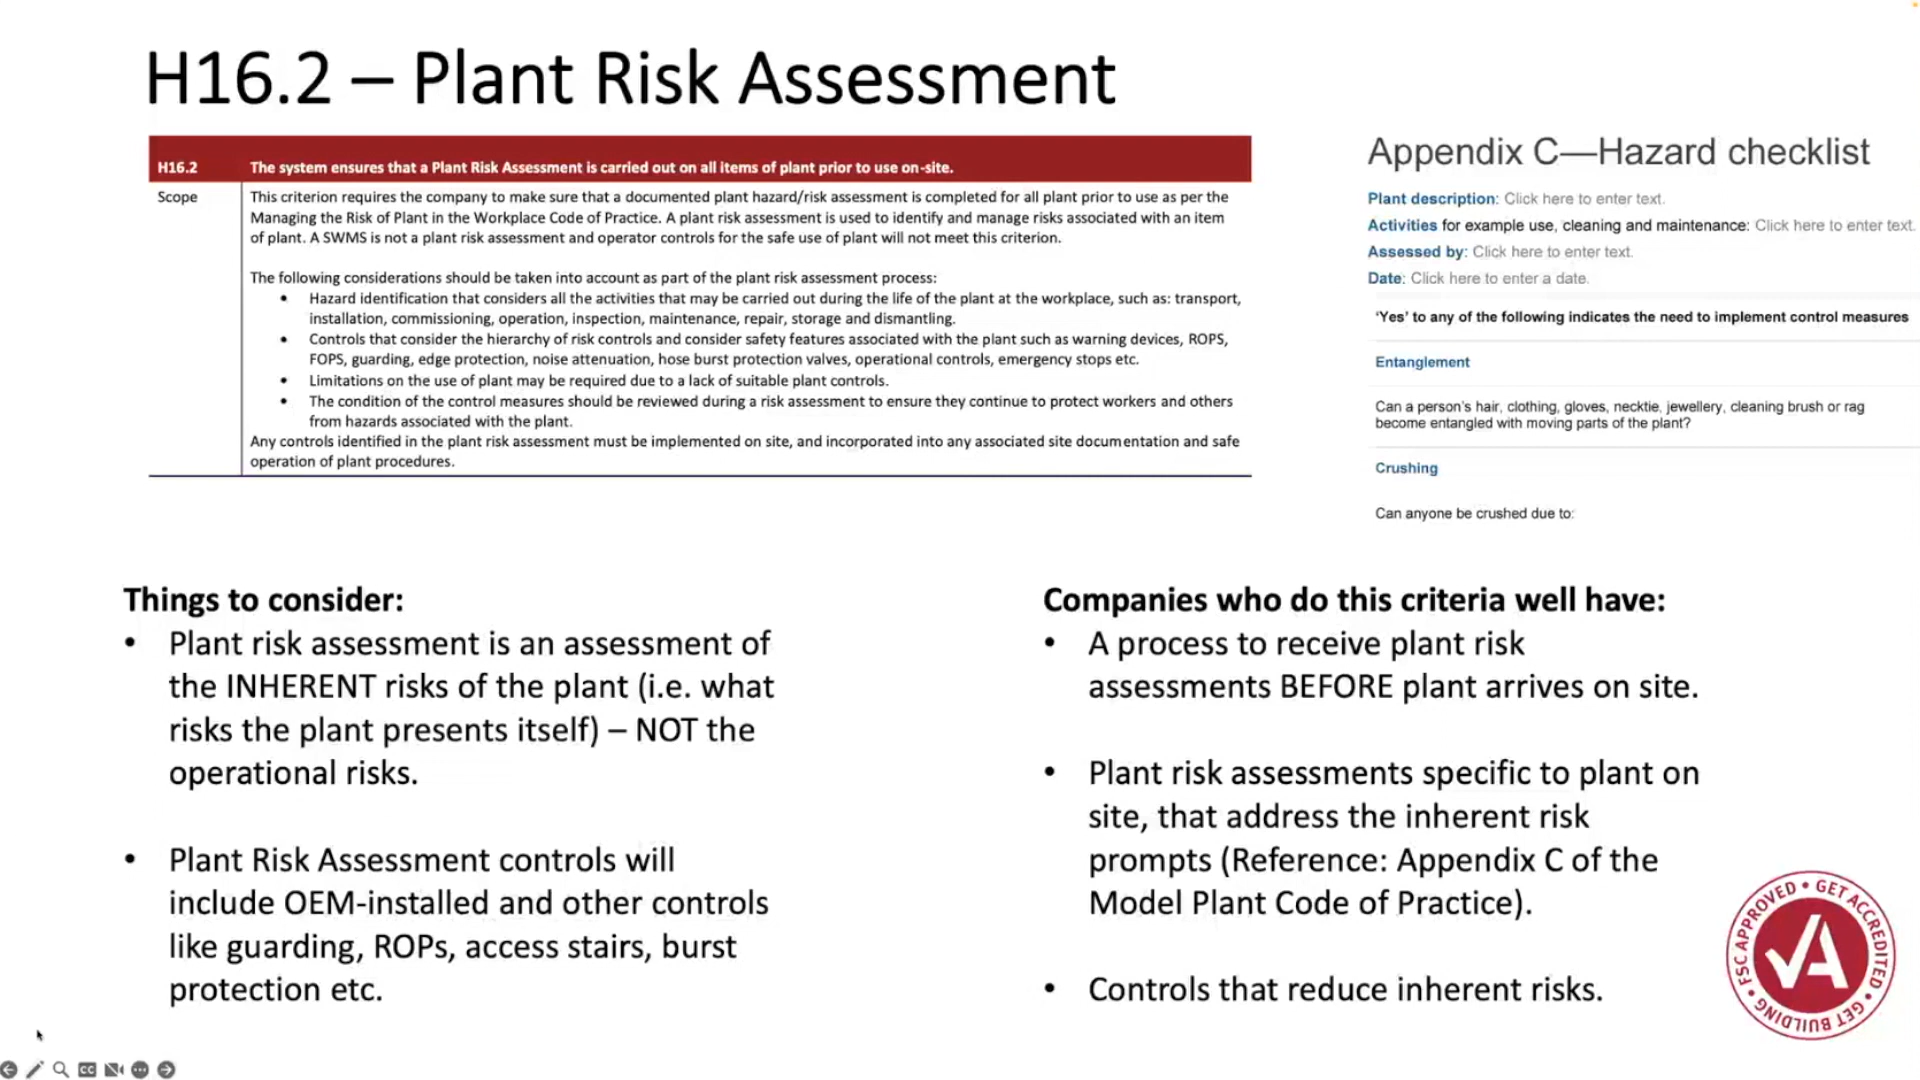 H16.2 – Plant Risk Assessment
H16.2 The system ensures that a Plant Risk Assessment is carried out on all items of plant prior to use on-site.
Scope This criterion requires the company to make sure that a documented plant hazard/risk assessment is completed for all plant prior to use as per the
Managing the Risk of Plant in the Workplace Code of Practice. A plant risk assessment is used to identify and manage risks associated with an item
of plant. A SWMS is not a plant risk assessment and operator controls for the safe use of plant will not meet this criterion.
The following considerations should be taken into account as part of the plant risk assessment process:
• Hazard identification that considers all the activities that may be carried out during the life of the plant at the workplace, such as: transport,
installation, commissioning, operation, inspection, maintenance, repair, storage and dismantling.
• Controls that consider the hierarchy of risk controls and consider safety features associated with the plant such as warning devices, ROPS,
FOPS, guarding, edge protection, noise attenuation, hose burst protection valves, operational controls, emergency stops etc.
• Limitations on the use of plant may be required due to a lack of suitable plant controls.
• The condition of the control measures should be reviewed during a risk assessment to ensure they continue to protect workers and others
from hazards associated with the plant.
Any controls identified in the plant risk assessment must be implemented on site, and incorporated into any associated site documentation and safe
operation of plant procedures.
Appendix C—Hazard checklist
Plant description: Click here to enter text.
Activities for example use, cleaning and maintenance: Click here to enter text.
Assessed by: Click here to enter text.
Date: Click here to enter a date.
'Yes' to any of the following indicates the need to implement control measures
Entanglement
Can a person's hair, clothing, gloves, necktie, jewellery, cleaning brush or rag
become entangled with moving parts of the plant?
Crushing
Can anyone be crushed due to:
Things to consider:
• Plant risk assessment is an assessment of
the INHERENT risks of the plant (i.e. what
risks the plant presents itself) – NOT the
operational risks.
• Plant Risk Assessment controls will
include OEM-installed and other controls
like guarding, ROPs, access stairs, burst
protection etc.
Companies who do this criteria well have:
• A process to receive plant risk
assessments BEFORE plant arrives on site.
• Plant risk assessments specific to plant on
site, that address the inherent risk
prompts (Reference: Appendix C of the
Model Plant Code of Practice).
• Controls that reduce inherent risks.
FSC APPROVED • GET ACCREDITED • GET BUILDING •
CC